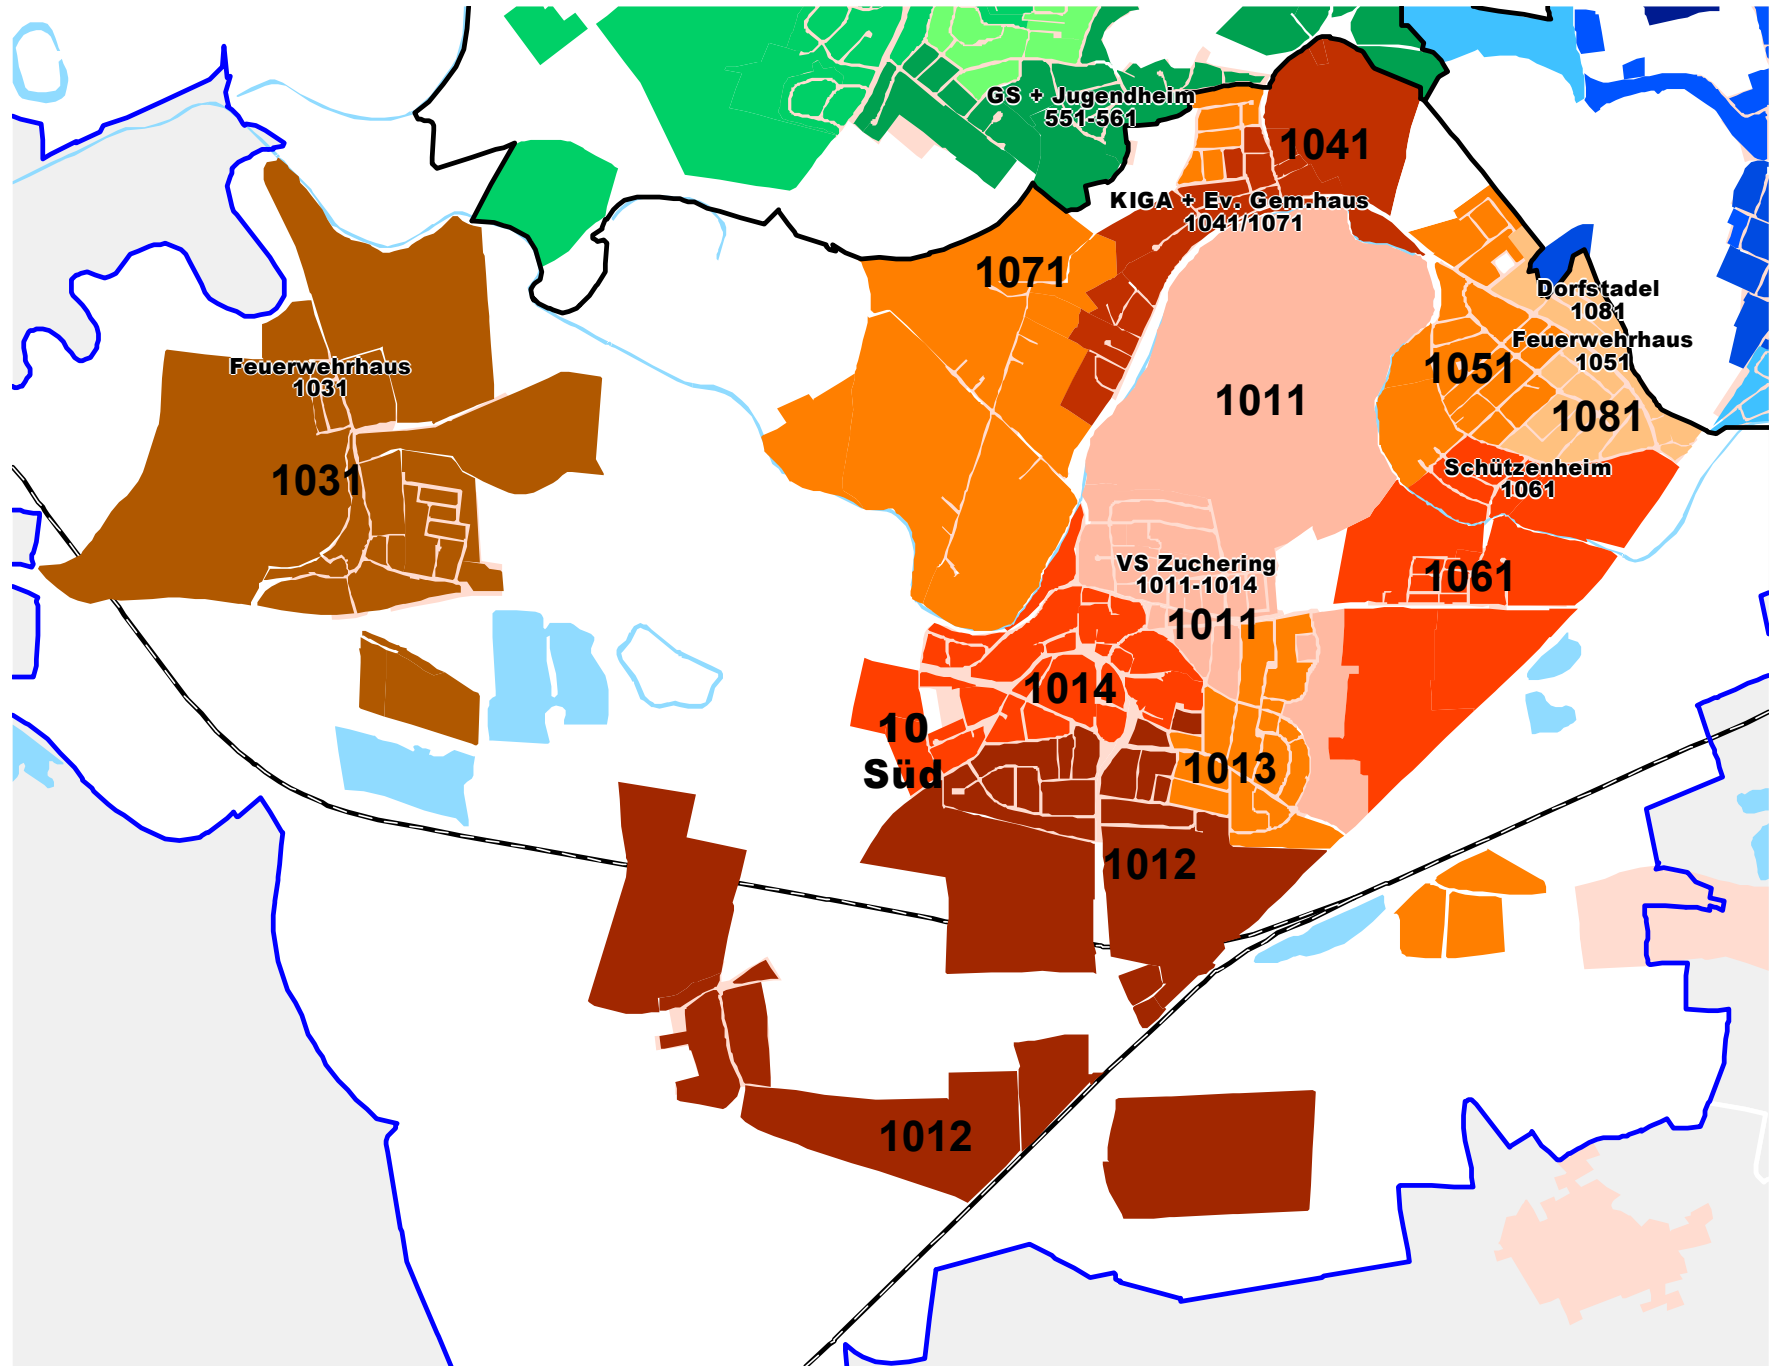 GS + Jugendheim
551-561
1041
KIGA + Ev. Gem.haus
1041/1071
1071
Dorfstadel
1081
Feuerwehrhaus
1051
1051
Feuerwehrhaus
1031
1011
1081
Schützenheim
1061
1031
VS Zuchering
1011-1014
1061
1011
1014
10
Süd
1013
1012
1012